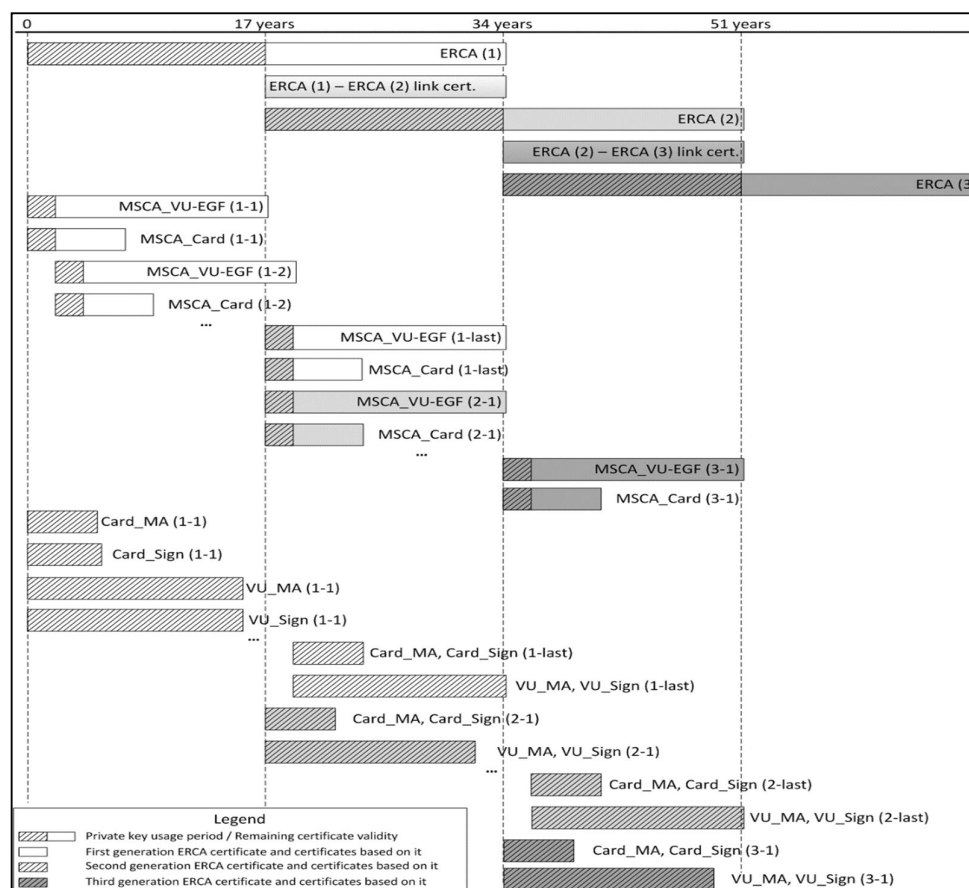 0 17 years 34 years 51 years
ERCA (1)
ERCA (1) – ERCA (2) link cert.
ERCA (2)
ERCA (2) – ERCA (3) link cert.
ERCA (3
MSCA_VU-EGF (1-1)
MSCA_Card (1-1)
MSCA_VU-EGF (1-2)
MSCA_Card (1-2)
...
MSCA_VU-EGF (1-last)
MSCA_Card (1-last)
MSCA_VU-EGF (2-1)
MSCA_Card (2-1)
...
MSCA_VU-EGF (3-1)
MSCA_Card (3-1)
Card_MA (1-1)
Card_Sign (1-1)
VU_MA (1-1)
VU_Sign (1-1)
...
Card_MA, Card_Sign (1-last)
VU_MA, VU_Sign (1-last)
Card_MA, Card_Sign (2-1)
VU_MA, VU_Sign (2-1)
...
Card_MA, Card_Sign (2-last)
VU_MA, VU_Sign (2-last)
Card_MA, Card_Sign (3-1)
VU_MA, VU_Sign (3-1)
Legend
Private key usage period / Remaining certificate validity
First generation ERCA certificate and certificates based on it
Second generation ERCA certificate and certificates based on it
Third generation ERCA certificate and certificates based on it